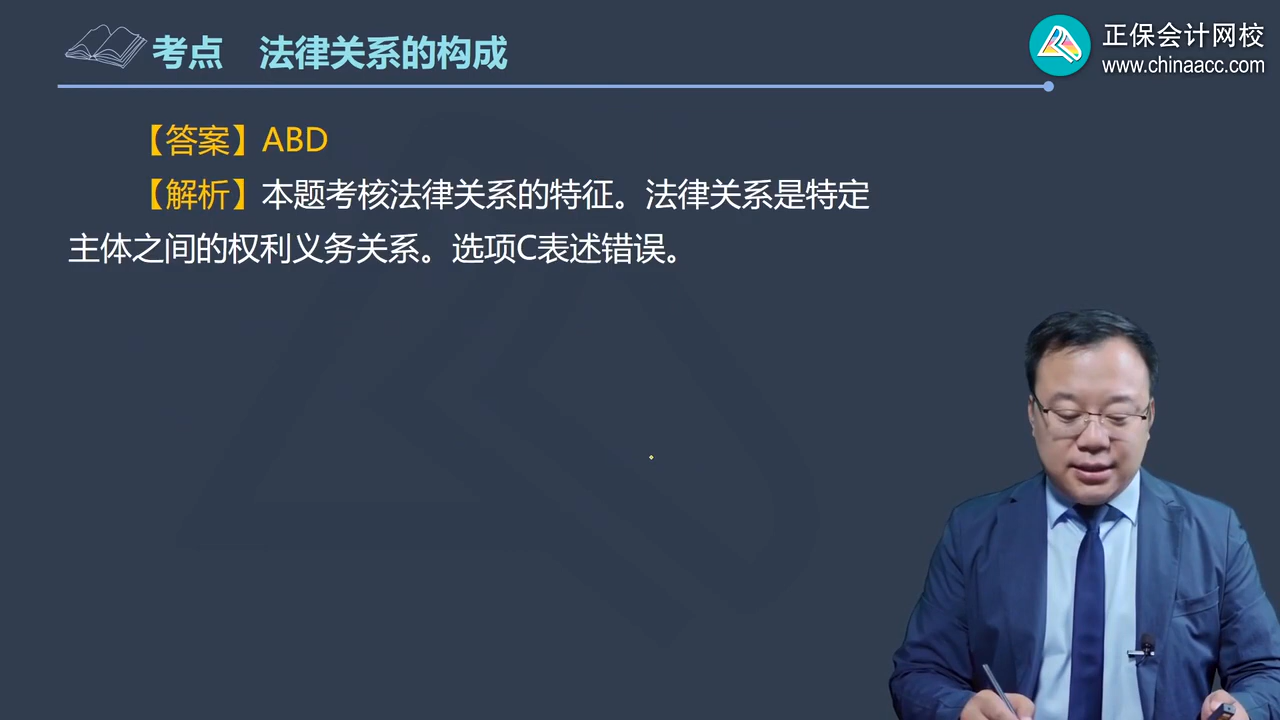 考点 法律关系的构成
正保会计网校
www.chinaacc.com
【答案】ABD
【解析】本题考核法律关系的特征。法律关系是特定
主体之间的权利义务关系。选项C表述错误。